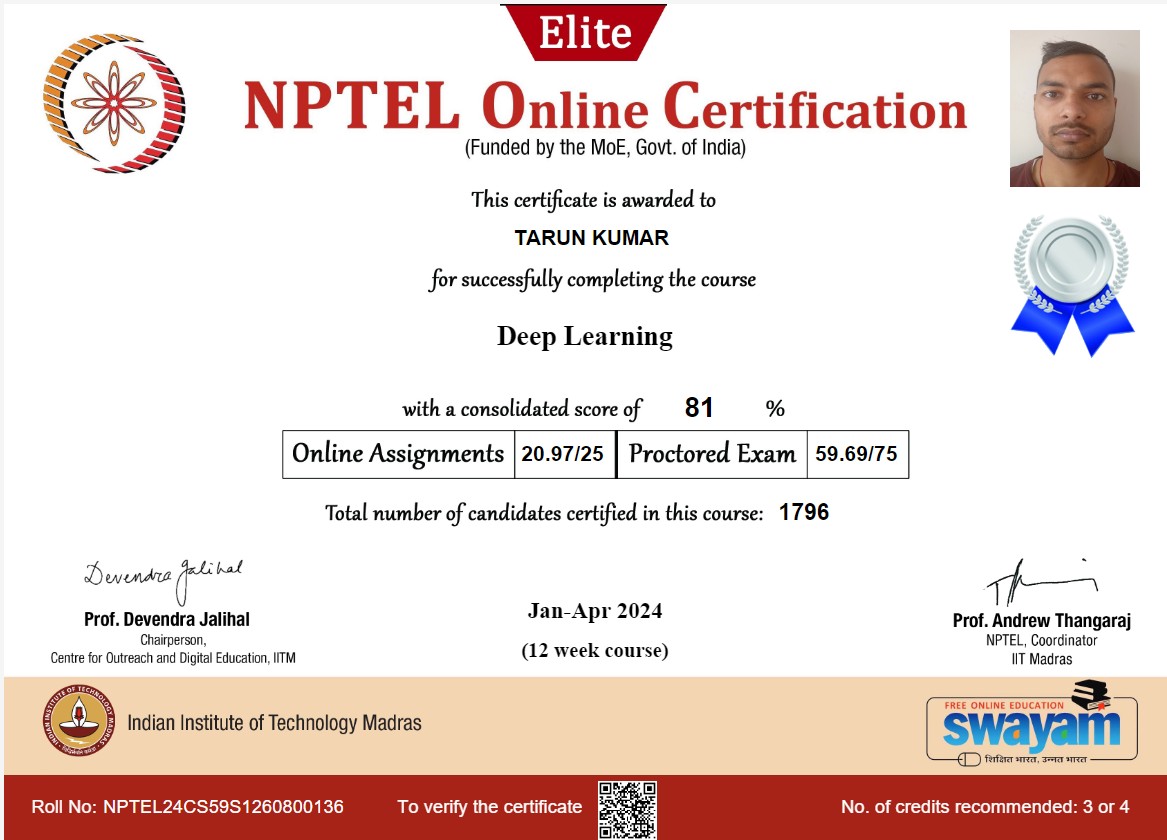 Elite
NPTEL Online Certification
(Funded by the MoE, Govt. of India)
This certificate is awarded to
TARUN KUMAR
for successfully completing the course
Deep Learning
with a consolidated score of 81 %
Online Assignments 20.97/25 Proctored Exam 59.69/75
Total number of candidates certified in this course: 1796
Devendra Jalihal
Prof. Devendra Jalihal
Chairperson,
Centre for Outreach and Digital Education, IITM
Jan-Apr 2024
(12 week course)
Prof. Andrew Thangaraj
NPTEL, Coordinator
IIT Madras
INDIAN INSTITUTE OF TECHNOLOGY MADRAS
Indian Institute of Technology Madras
FREE ONLINE EDUCATION
swayam
शिक्षित भारत, उन्नत भारत
Roll No: NPTEL24CS59S1260800136
To verify the certificate
No. of credits recommended: 3 or 4